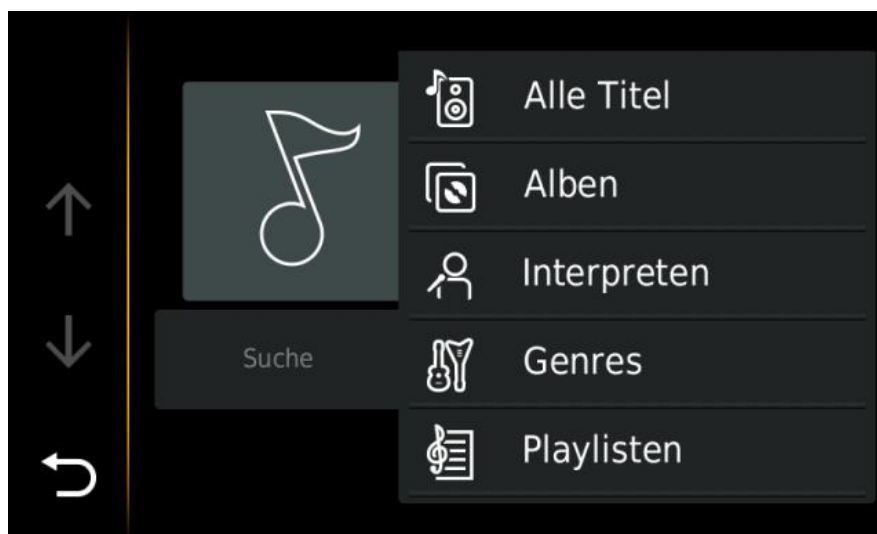 Alle Titel
Alben
Interpreten
Suche
Genres
Playlisten